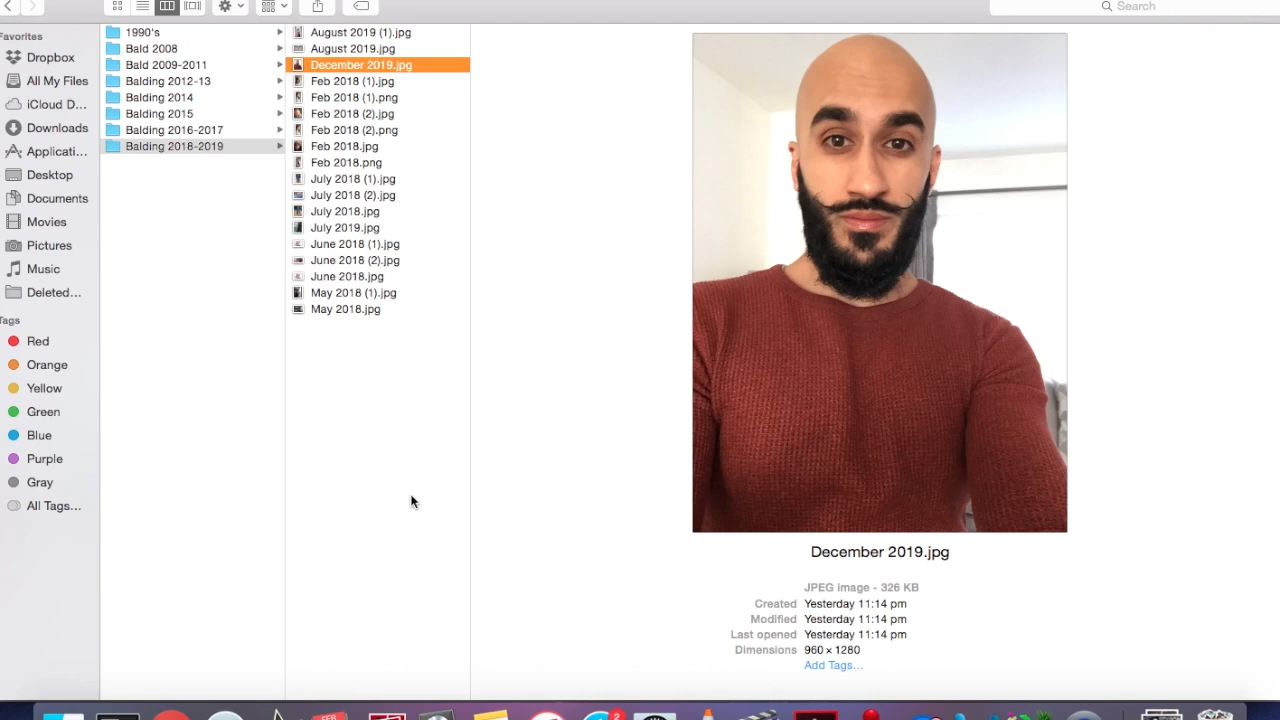 Search
Favorites
Dropbox
All My Files
iCloud D...
Downloads
Applicati...
Desktop
Documents
Movies
Pictures
Music
Deleted...
Tags
Red
Orange
Yellow
Green
Blue
Purple
Gray
All Tags...
1990's
Bald 2008
Bald 2009-2011
Balding 2012-13
Balding 2014
Balding 2015
Balding 2016-2017
Balding 2018-2019
August 2019 (1).jpg
August 2019.jpg
December 2019.jpg
Feb 2018 (1).jpg
Feb 2018 (1).png
Feb 2018 (2).jpg
Feb 2018 (2).png
Feb 2018.jpg
Feb 2018.png
July 2018 (1).jpg
July 2018 (2).jpg
July 2018.jpg
July 2019.jpg
June 2018 (1).jpg
June 2018 (2).jpg
June 2018.jpg
May 2018 (1).jpg
May 2018.jpg
December 2019.jpg
JPEG image - 326 KB
Created Yesterday 11:14 pm
Modified Yesterday 11:14 pm
Last opened Yesterday 11:14 pm
Dimensions 960 × 1280
Add Tags...
FEB
2